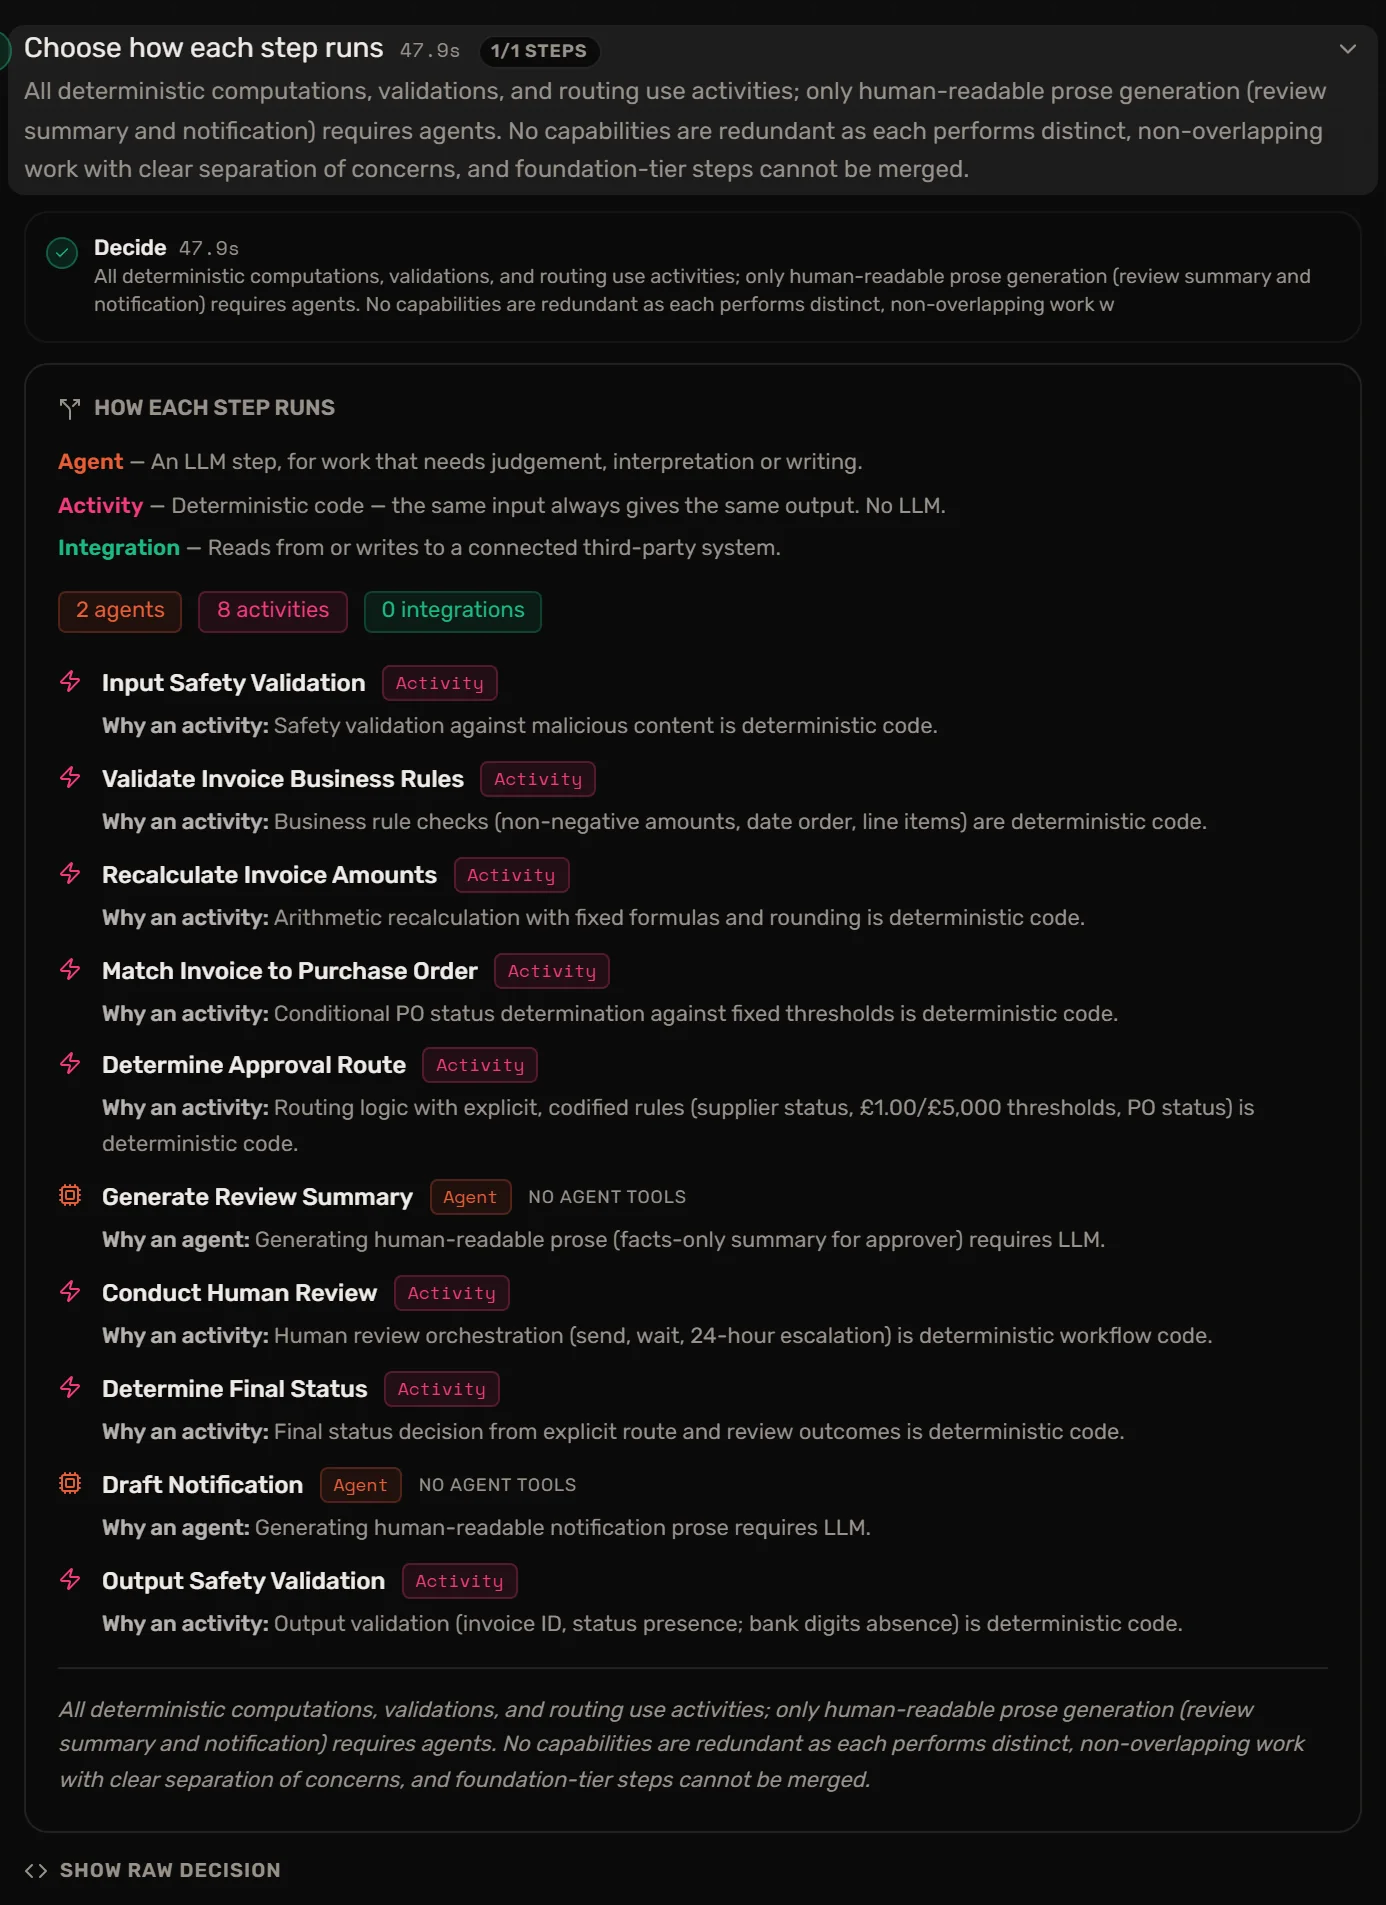 Choose how each step runs 47.9s 1/1 STEPS
All deterministic computations, validations, and routing use activities; only human-readable prose generation (review
summary and notification) requires agents. No capabilities are redundant as each performs distinct, non-overlapping
work with clear separation of concerns, and foundation-tier steps cannot be merged.
Decide 47.9s
All deterministic computations, validations, and routing use activities; only human-readable prose generation (review summary and
notification) requires agents. No capabilities are redundant as each performs distinct, non-overlapping work w
HOW EACH STEP RUNS
Agent — An LLM step, for work that needs judgement, interpretation or writing.
Activity — Deterministic code — the same input always gives the same output. No LLM.
Integration — Reads from or writes to a connected third-party system.
2 agents 8 activities 0 integrations
Input Safety Validation Activity
Why an activity: Safety validation against malicious content is deterministic code.
Validate Invoice Business Rules Activity
Why an activity: Business rule checks (non-negative amounts, date order, line items) are deterministic code.
Recalculate Invoice Amounts Activity
Why an activity: Arithmetic recalculation with fixed formulas and rounding is deterministic code.
Match Invoice to Purchase Order Activity
Why an activity: Conditional PO status determination against fixed thresholds is deterministic code.
Determine Approval Route Activity
Why an activity: Routing logic with explicit, codified rules (supplier status, £1.00/£5,000 thresholds, PO status) is
deterministic code.
Generate Review Summary Agent NO AGENT TOOLS
Why an agent: Generating human-readable prose (facts-only summary for approver) requires LLM.
Conduct Human Review Activity
Why an activity: Human review orchestration (send, wait, 24-hour escalation) is deterministic workflow code.
Determine Final Status Activity
Why an activity: Final status decision from explicit route and review outcomes is deterministic code.
Draft Notification Agent NO AGENT TOOLS
Why an agent: Generating human-readable notification prose requires LLM.
Output Safety Validation Activity
Why an activity: Output validation (invoice ID, status presence; bank digits absence) is deterministic code.
All deterministic computations, validations, and routing use activities; only human-readable prose generation (review
summary and notification) requires agents. No capabilities are redundant as each performs distinct, non-overlapping work
with clear separation of concerns, and foundation-tier steps cannot be merged.
SHOW RAW DECISION